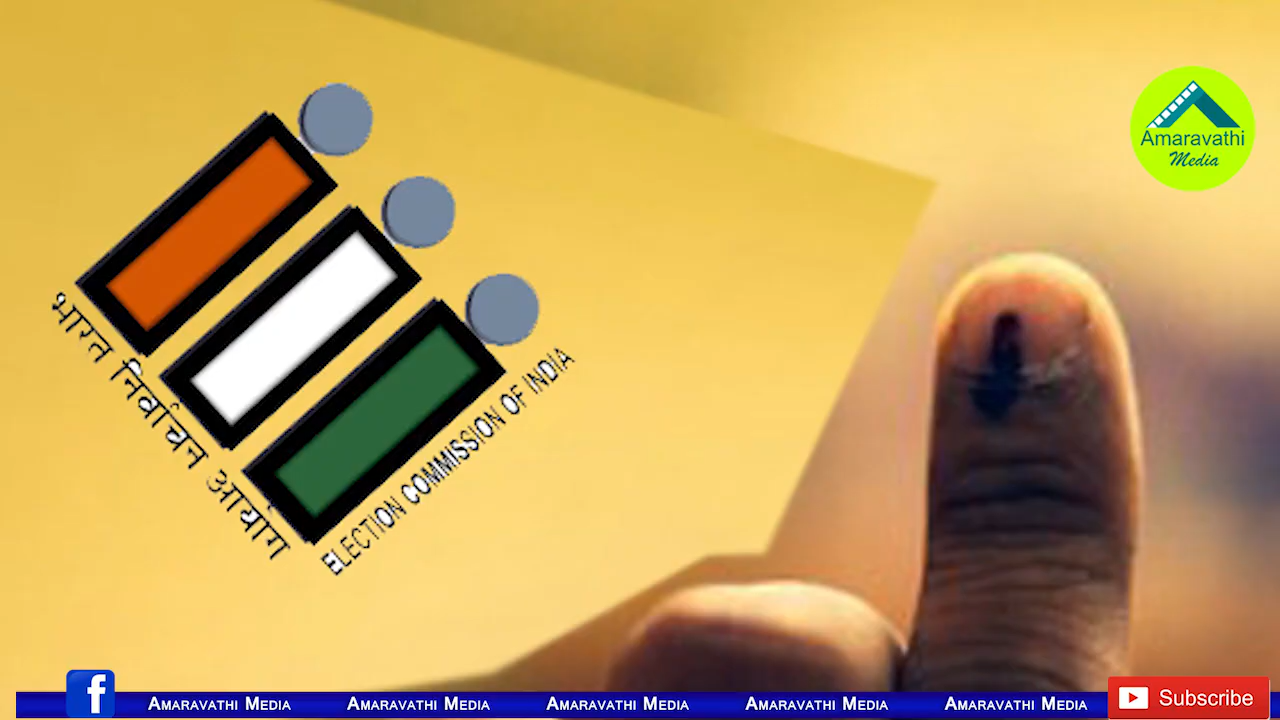 Amaravathi
Media
भारत निर्वाचन आयोग
ELECTION COMMISSION OF INDIA
f
Amaravathi Media Amaravathi Media Amaravathi Media Amaravathi Media Amaravathi Media
Subscribe